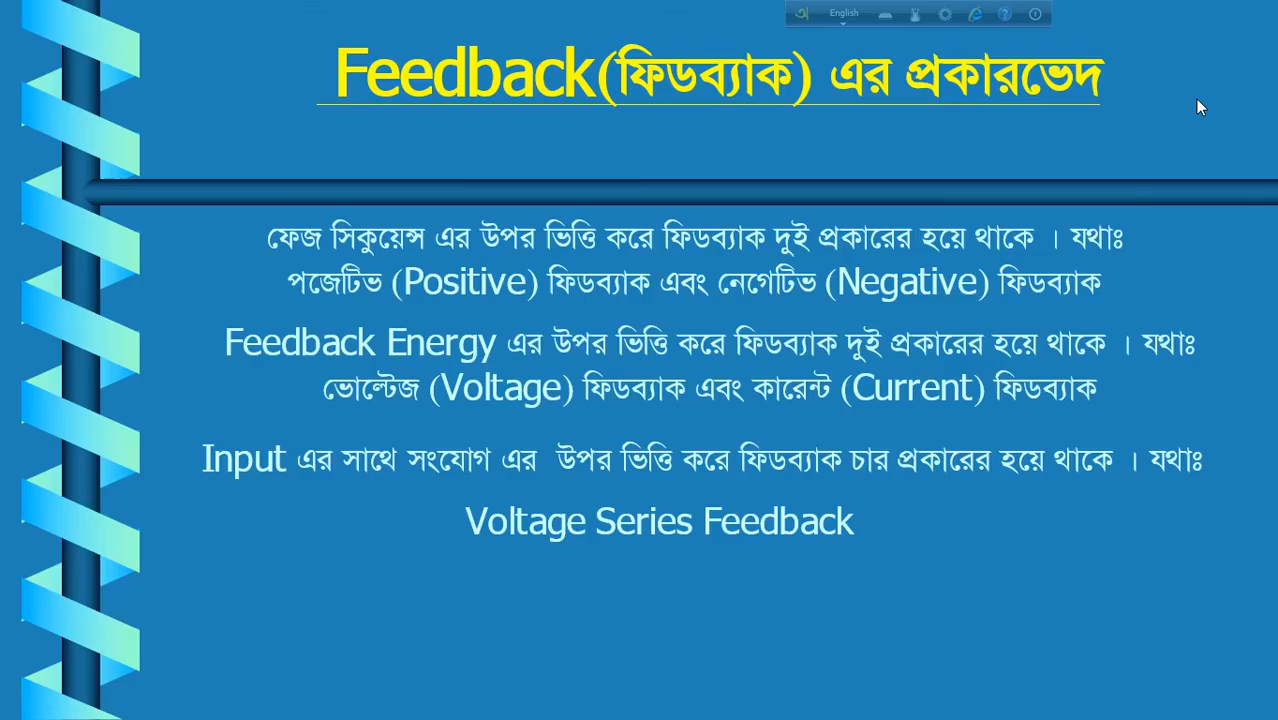 English
Feedback(ফিডব্যাক) এর প্রকারভেদ
ফেজ সিকুয়েন্স এর উপর ভিত্তি করে ফিডব্যাক দুই প্রকারের হয়ে থাকে । যথাঃ
পজেটিভ (Positive) ফিডব্যাক এবং নেগেটিভ (Negative) ফিডব্যাক
Feedback Energy এর উপর ভিত্তি করে ফিডব্যাক দুই প্রকারের হয়ে থাকে । যথাঃ
ভোল্টেজ (Voltage) ফিডব্যাক এবং কারেন্ট (Current) ফিডব্যাক
Input এর সাথে সংযোগ এর উপর ভিত্তি করে ফিডব্যাক চার প্রকারের হয়ে থাকে । যথাঃ
Voltage Series Feedback